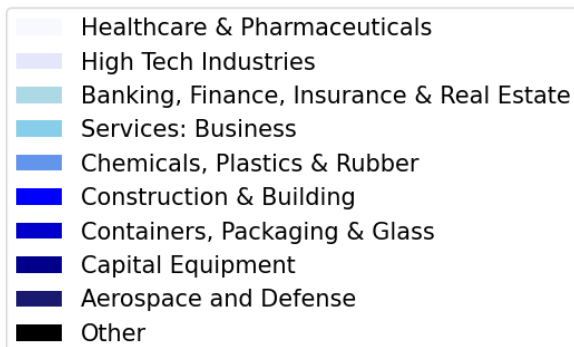 Healthcare & Pharmaceuticals
High Tech Industries
Banking, Finance, Insurance & Real Estate
Services: Business
Chemicals, Plastics & Rubber
Construction & Building
Containers, Packaging & Glass
Capital Equipment
Aerospace and Defense
Other